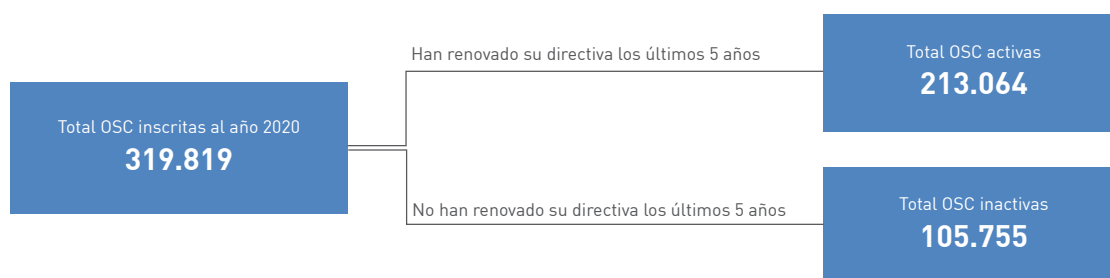 Total OSC inscritas al año 2020
319.819
Han renovado su directiva los últimos 5 años
Total OSC activas
213.064
No han renovado su directiva los últimos 5 años
Total OSC inactivas
105.755